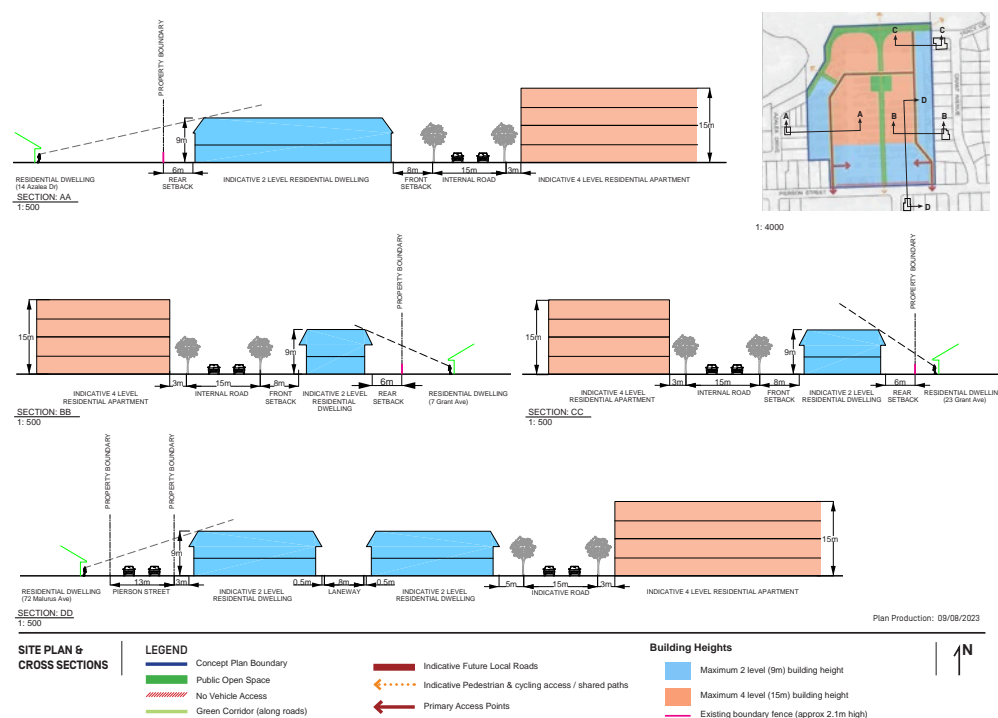 PROPERTY BOUNDARY
9m
15m
6m
8m
15m
3m
RESIDENTIAL DWELLING
(14 Azalea Dr)
REAR
SETBACK
INDICATIVE 2 LEVEL RESIDENTIAL DWELLING
FRONT
SETBACK
INTERNAL ROAD
INDICATIVE 4 LEVEL RESIDENTIAL APARTMENT
SECTION: AA
1: 500
C
C
D
A
A
B
B
D
AZALEA DRIVE
GRANT AVENUE
PIERSON STREET
1: 4000
PROPERTY BOUNDARY
15m
9m
3m
15m
8m
6m
INDICATIVE 4 LEVEL
RESIDENTIAL APARTMENT
INTERNAL ROAD
FRONT
SETBACK
INDICATIVE 2 LEVEL
RESIDENTIAL
DWELLING
REAR
SETBACK
RESIDENTIAL DWELLING
(7 Grant Ave)
SECTION: BB
1: 500
PROPERTY BOUNDARY
15m
9m
3m
15m
8m
6m
INDICATIVE 4 LEVEL
RESIDENTIAL APARTMENT
INTERNAL ROAD
FRONT
SETBACK
INDICATIVE 2 LEVEL
RESIDENTIAL DWELLING
REAR
SETBACK
RESIDENTIAL DWELLIN
(23 Grant Ave)
SECTION: CC
1: 500
PROPERTY BOUNDARY
PROPERTY BOUNDARY
9m
15m
13m
3m
0.5m
8m
0.5m
5m
15m
3m
RESIDENTIAL DWELLING
(72 Malurus Ave)
PIERSON STREET
INDICATIVE 2 LEVEL
RESIDENTIAL DWELLING
LANEWAY
INDICATIVE 2 LEVEL
RESIDENTIAL DWELLING
INDICATIVE ROAD
INDICATIVE 4 LEVEL RESIDENTIAL APARTMENT
SECTION: DD
1: 500
Plan Production: 09/08/2023
SITE PLAN &
CROSS SECTIONS
LEGEND
Concept Plan Boundary
Public Open Space
No Vehicle Access
Green Corridor (along roads)
Indicative Future Local Roads
Indicative Pedestrian & cycling access / shared paths
Primary Access Points
Building Heights
Maximum 2 level (9m) building height
Maximum 4 level (15m) building height
Existing boundary fence (approx 2.1m high)
N